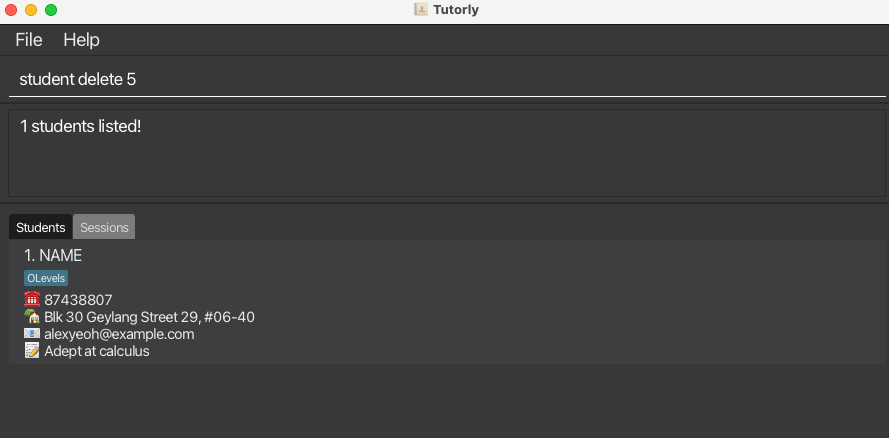 Tutorly
File Help
student delete 5
1 students listed!
Students Sessions
1. NAME
OLevels
87438807
Blk 30 Geylang Street 29, #06-40
alexyeoh@example.com
Adept at calculus